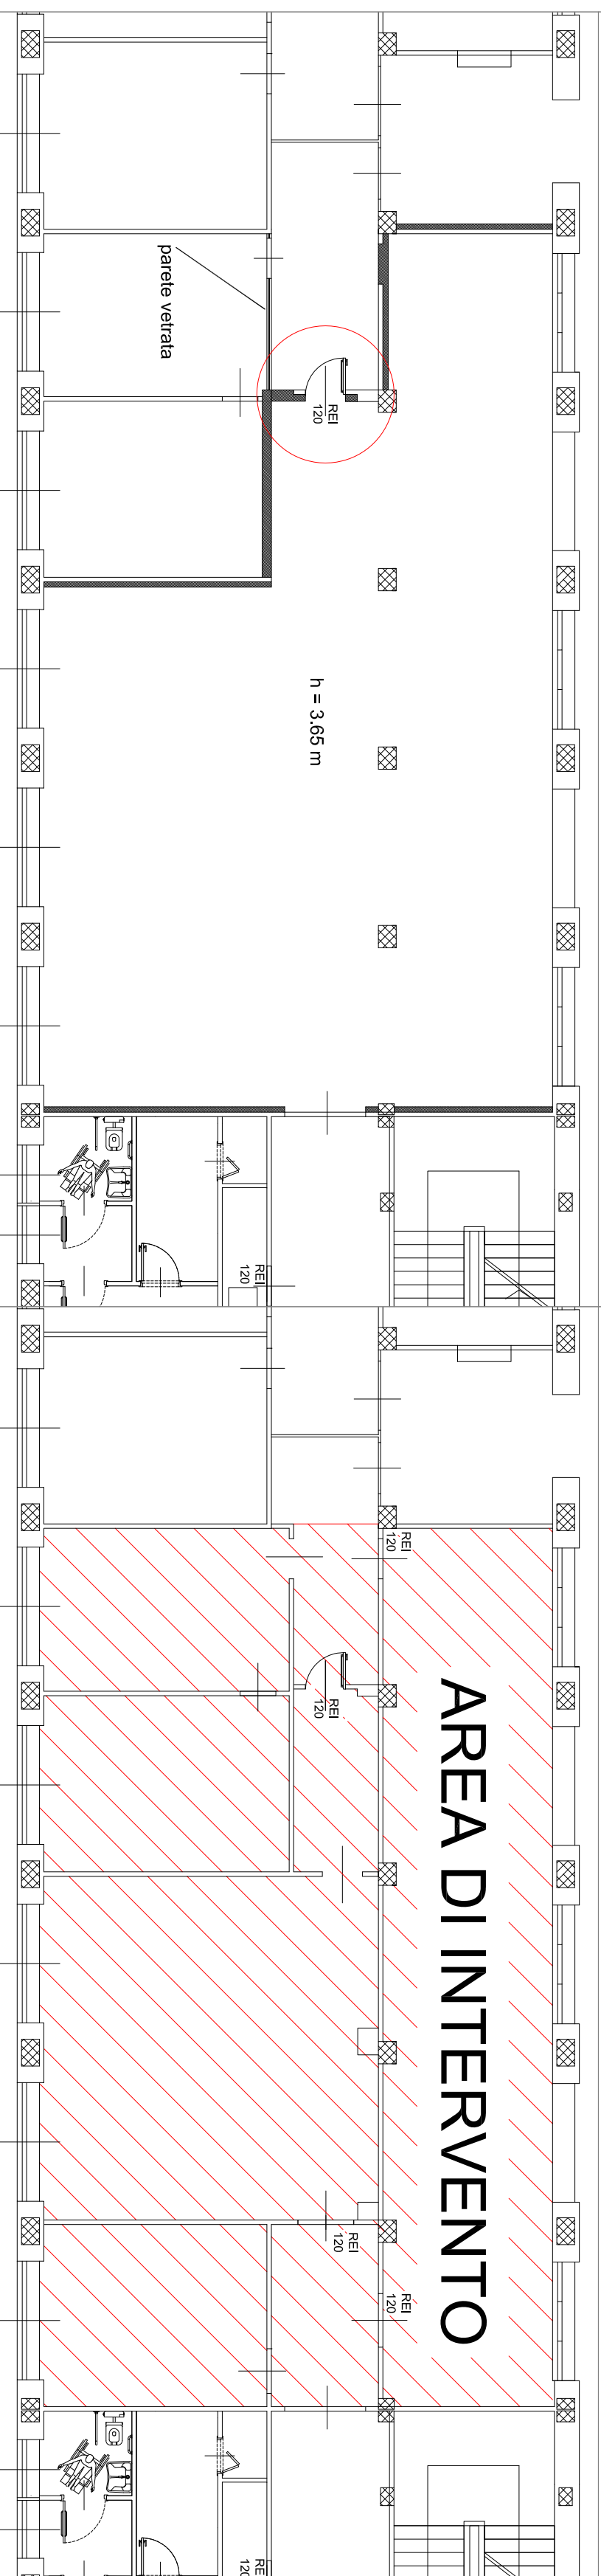 parete vetrata
REI
120
h = 3.65 m
REI
120
REI
120
REI
120
AREA DI INTERVENTO
REI
120
REI
120
REI
120